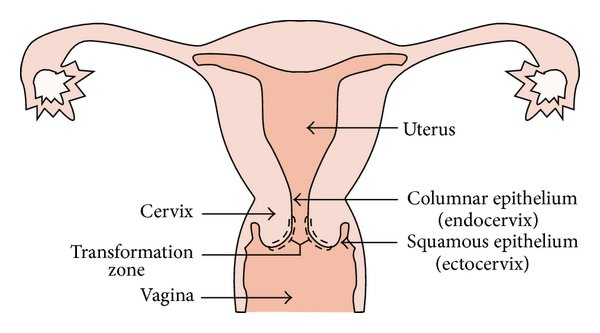 Uterus
Columnar epithelium
(endocervix)
Cervix
Squamous epithelium
(ectocervix)
Transformation
zone
Vagina